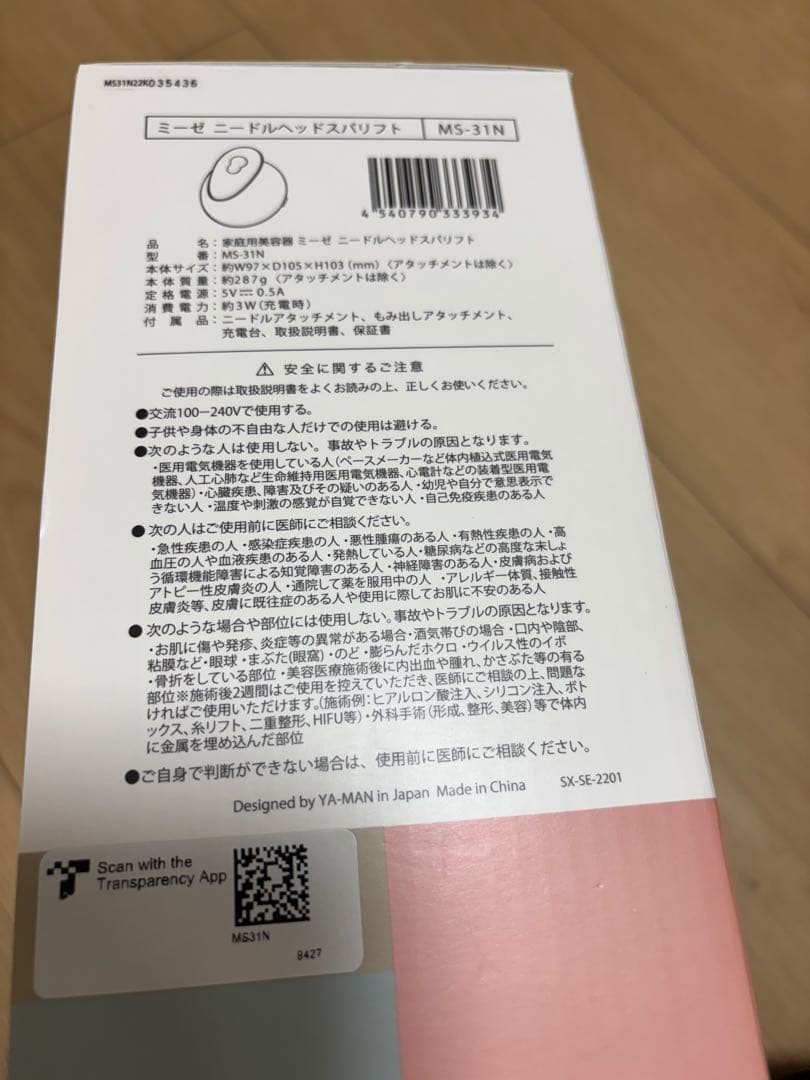 MS31N22K035436
ミーゼ ニードルヘッドスパリフト MS-31N
4 540790 333934
品 名：家庭用美容器 ミーゼ ニードルヘッドスパリフト
型 番：MS-31N
本体サイズ：約W97×D105×H103（mm）〈アタッチメントは除く〉
本体質量：約287g〈アタッチメントは除く〉
定格電源：5V⎓0.5A
消費電力：約3W（充電時）
付属品：ニードルアタッチメント、もみ出しアタッチメント、
充電台、取扱説明書、保証書
⚠ 安全に関するご注意
ご使用の際は取扱説明書をよくお読みの上、正しくお使いください。
●交流100−240Vで使用する。
●子供や身体の不自由な人だけでの使用は避ける。
●次のような人は使用しない。事故やトラブルの原因となります。
・医用電気機器を使用している人（ペースメーカーなど体内植込式医用電気
機器、人工心肺など生命維持用医用電気機器、心電計などの装着型医用電
気機器）・心臓疾患、障害及びその疑いのある人・幼児や自分で意思表示で
きない人・温度や刺激の感覚が自覚できない人・自己免疫疾患のある人
●次の人はご使用前に医師にご相談ください。
・急性疾患の人・感染症疾患の人・悪性腫瘍のある人・有熱性疾患の人・高
血圧の人や血液疾患のある人・発熱している人・糖尿病などの高度な末しょ
う循環機能障害による知覚障害のある人・神経障害のある人・皮膚病および
アトピー性皮膚炎の人・通院して薬を服用中の人・アレルギー体質、接触性
皮膚炎等、皮膚に既往症のある人や使用に際してお肌に不安のある人
●次のような場合や部位には使用しない。事故やトラブルの原因となります。
・お肌に傷や発疹、炎症等の異常がある場合・酒気帯びの場合・口内や陰部、
粘膜など・眼球・まぶた(眼窩)・のど・膨らんだホクロ・ウイルス性のイボ
・骨折をしている部位・美容医療施術後に内出血や腫れ、かさぶた等の有る
部位※施術後2週間はご使用を控えていただき、医師にご相談の上、問題な
ければご使用いただけます。（施術例：ヒアルロン酸注入、シリコン注入、ボト
ックス、糸リフト、二重整形、HIFU等）・外科手術（形成、整形、美容）等で体内
に金属を埋め込んだ部位
●ご自身で判断ができない場合は、使用前に医師にご相談ください。
Designed by YA-MAN in Japan Made in China SX-SE-2201
Scan with the
Transparency App
MS31N
8427